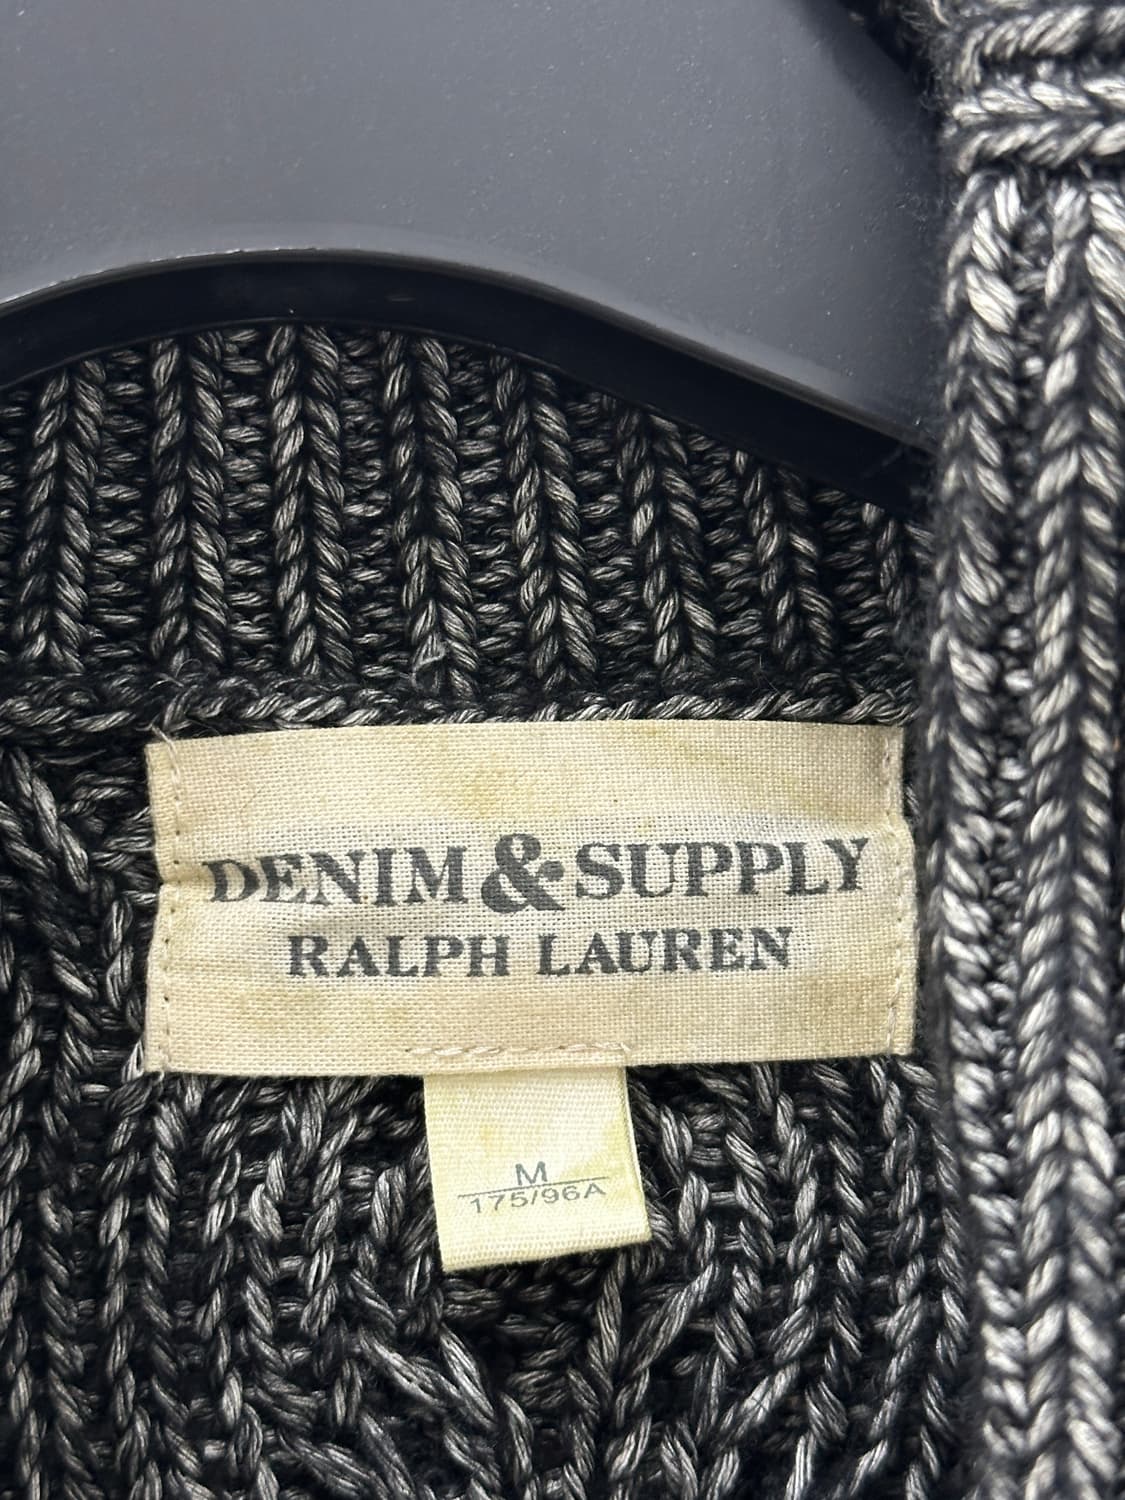 DENIM & SUPPLY
RALPH LAUREN
M
175/96A